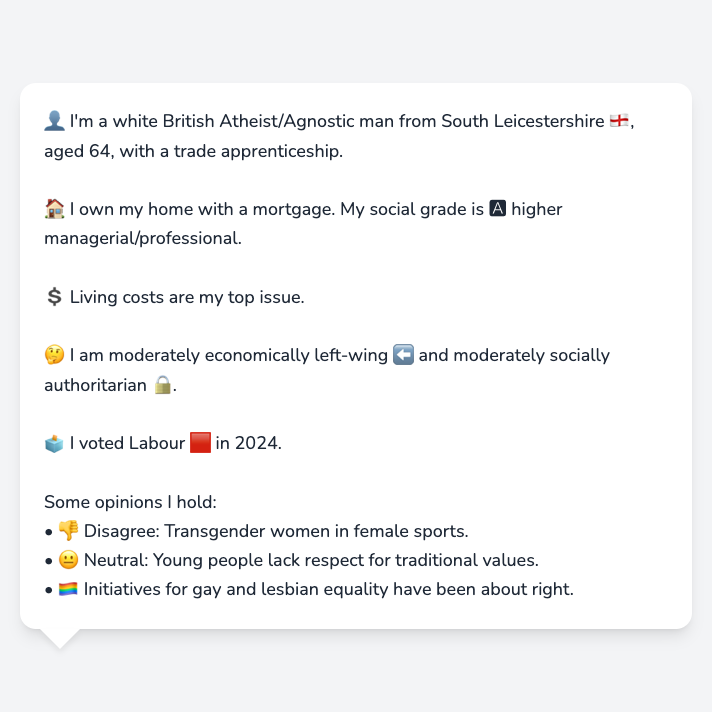 👤 I'm a white British Atheist/Agnostic man from South Leicestershire 🏴󠁧󠁢󠁥󠁮󠁧󠁿,
aged 64, with a trade apprenticeship.
🏠 I own my home with a mortgage. My social grade is 🅰 higher
managerial/professional.
💲 Living costs are my top issue.
🤔 I am moderately economically left-wing ⬅️ and moderately socially
authoritarian 🔒.
🗳️ I voted Labour 🟥 in 2024.
Some opinions I hold:
• 👎 Disagree: Transgender women in female sports.
• 😐 Neutral: Young people lack respect for traditional values.
• 🏳️‍🌈 Initiatives for gay and lesbian equality have been about right.